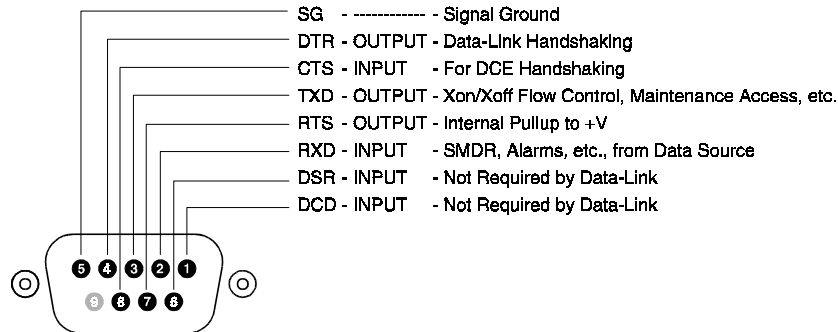 SG - ------------ - Signal Ground
DTR - OUTPUT - Data-Link Handshaking
CTS - INPUT - For DCE Handshaking
TXD - OUTPUT - Xon/Xoff Flow Control, Maintenance Access, etc.
RTS - OUTPUT - Internal Pullup to +V
RXD - INPUT - SMDR, Alarms, etc., from Data Source
DSR - INPUT - Not Required by Data-Link
DCD - INPUT - Not Required by Data-Link
5 4 3 2 1
9 8 7 6